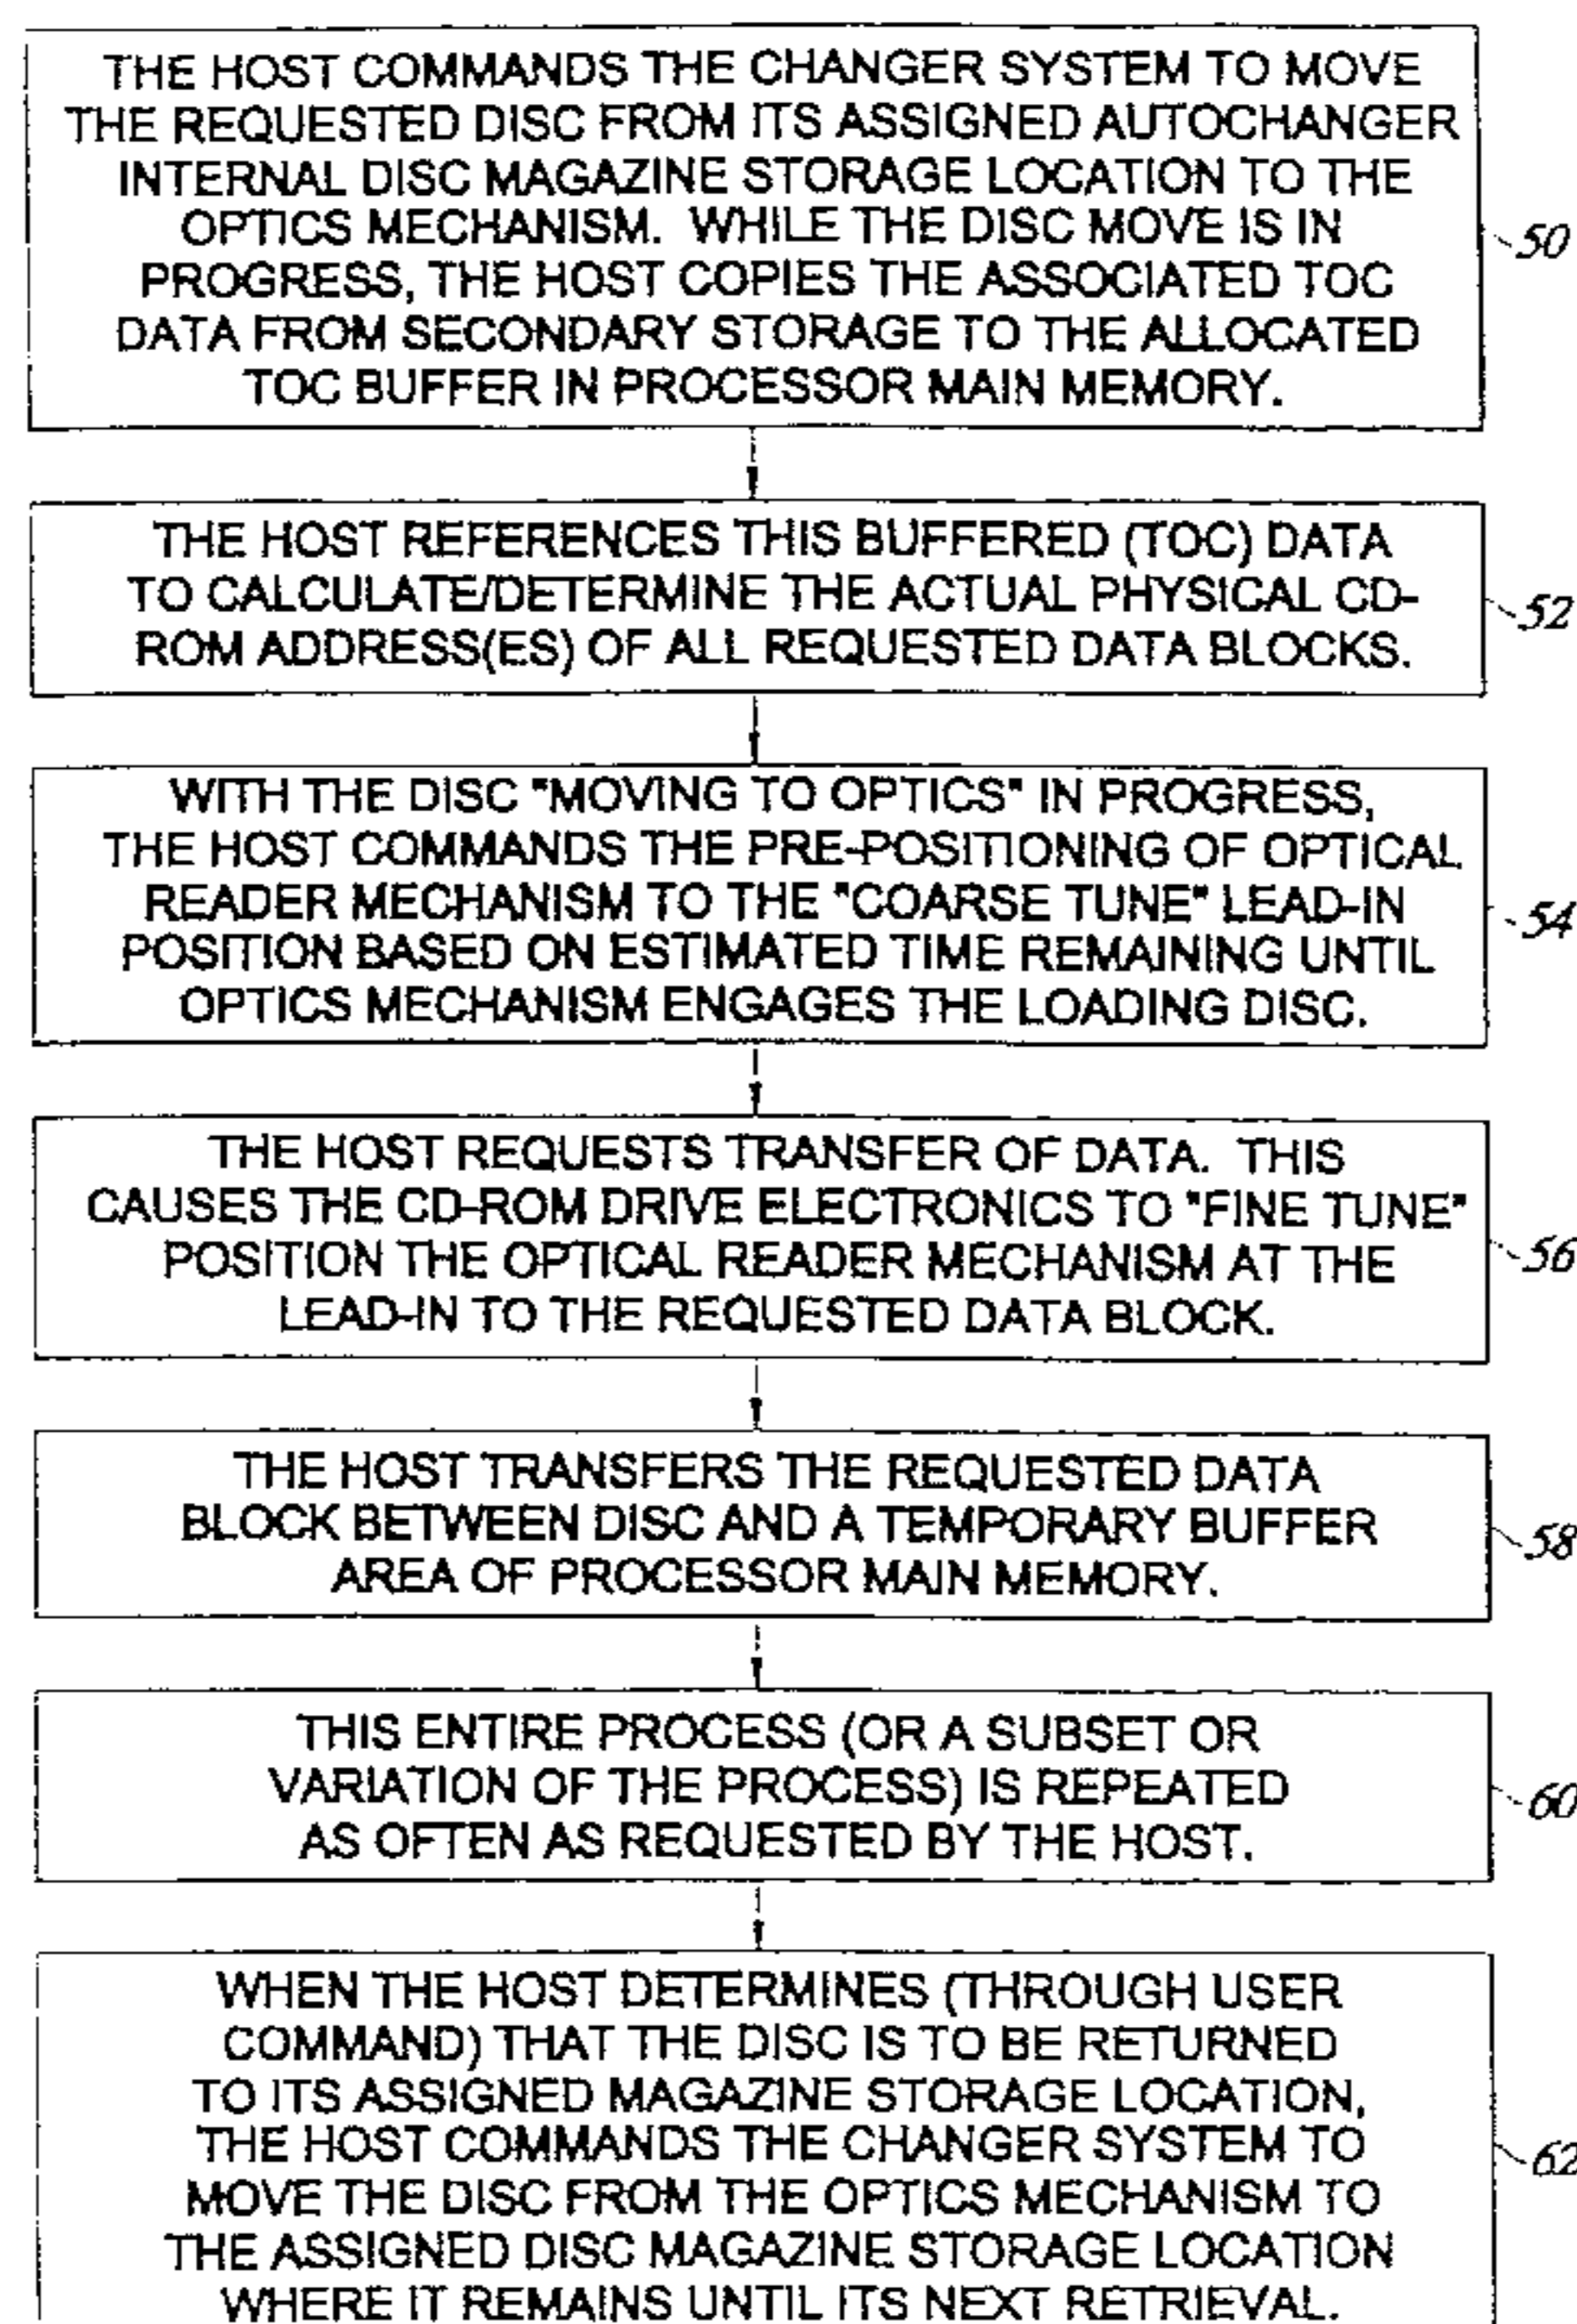 THE HOST COMMANDS THE CHANGER SYSTEM TO MOVE
THE REQUESTED DISC FROM ITS ASSIGNED AUTOCHANGER
INTERNAL DISC MAGAZINE STORAGE LOCATION TO THE
OPTICS MECHANISM. WHILE THE DISC MOVE IS IN
PROGRESS, THE HOST COPIES THE ASSOCIATED TOC
DATA FROM SECONDARY STORAGE TO THE ALLOCATED
TOC BUFFER IN PROCESSOR MAIN MEMORY.
50
THE HOST REFERENCES THIS BUFFERED (TOC) DATA
TO CALCULATE/DETERMINE THE ACTUAL PHYSICAL CD-
ROM ADDRESS(ES) OF ALL REQUESTED DATA BLOCKS.
52
WITH THE DISC "MOVING TO OPTICS" IN PROGRESS,
THE HOST COMMANDS THE PRE-POSITIONING OF OPTICAL
READER MECHANISM TO THE "COARSE TUNE" LEAD-IN
POSITION BASED ON ESTIMATED TIME REMAINING UNTIL
OPTICS MECHANISM ENGAGES THE LOADING DISC.
54
THE HOST REQUESTS TRANSFER OF DATA. THIS
CAUSES THE CD-ROM DRIVE ELECTRONICS TO "FINE TUNE"
POSITION THE OPTICAL READER MECHANISM AT THE
LEAD-IN TO THE REQUESTED DATA BLOCK.
56
THE HOST TRANSFERS THE REQUESTED DATA
BLOCK BETWEEN DISC AND A TEMPORARY BUFFER
AREA OF PROCESSOR MAIN MEMORY.
58
THIS ENTIRE PROCESS (OR A SUBSET OR
VARIATION OF THE PROCESS) IS REPEATED
AS OFTEN AS REQUESTED BY THE HOST.
60
WHEN THE HOST DETERMINES (THROUGH USER
COMMAND) THAT THE DISC IS TO BE RETURNED
TO ITS ASSIGNED MAGAZINE STORAGE LOCATION,
THE HOST COMMANDS THE CHANGER SYSTEM TO
MOVE THE DISC FROM THE OPTICS MECHANISM TO
THE ASSIGNED DISC MAGAZINE STORAGE LOCATION
WHERE IT REMAINS UNTIL ITS NEXT RETRIEVAL.
62